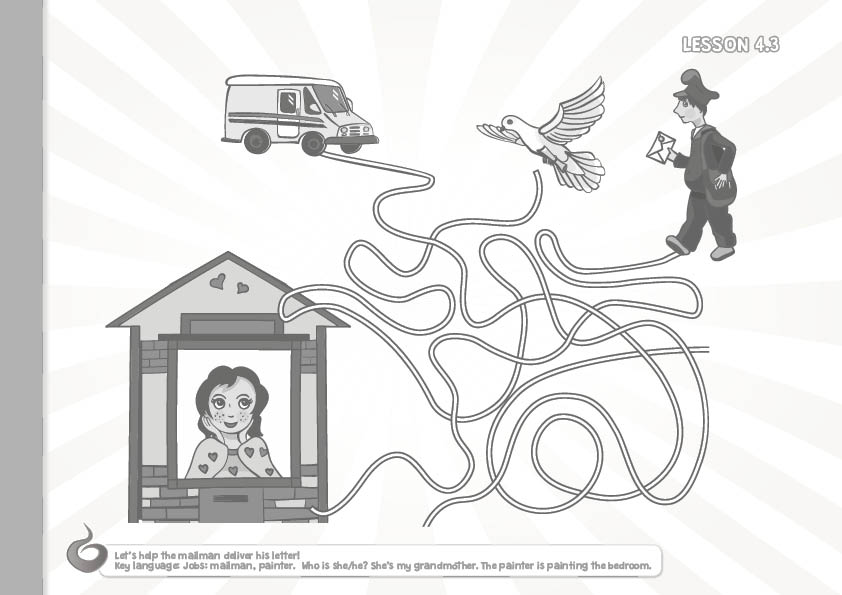 LESSON 4.3
Let's help the mailman deliver his letter!
Key language: Jobs: mailman, painter. Who is she/he? She's my grandmother. The painter is painting the bedroom.